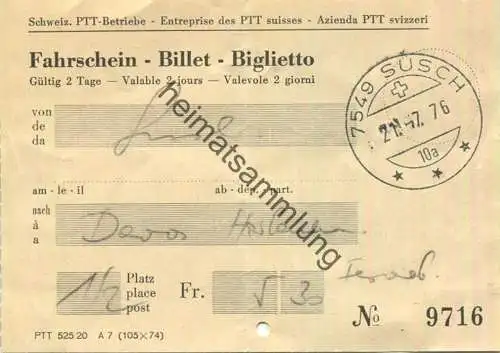 Schweiz. PTT-Betriebe - Entreprise des PTT suisses - Azienda PTT svizzeri
Fahrschein - Billet - Biglietto
Gültig 2 Tage — Valable 2 jours — Valevole 2 giorni
von
de
da
7549 SÜSCH
21.-7. 76
10a
am - le - il
ab - dép. - part.
nach
à
a
Davos
1/2
Platz
place
post
Fr.
5 30
№ 9716
PTT 525 20 A 7 (105×74)
heimatsammlung